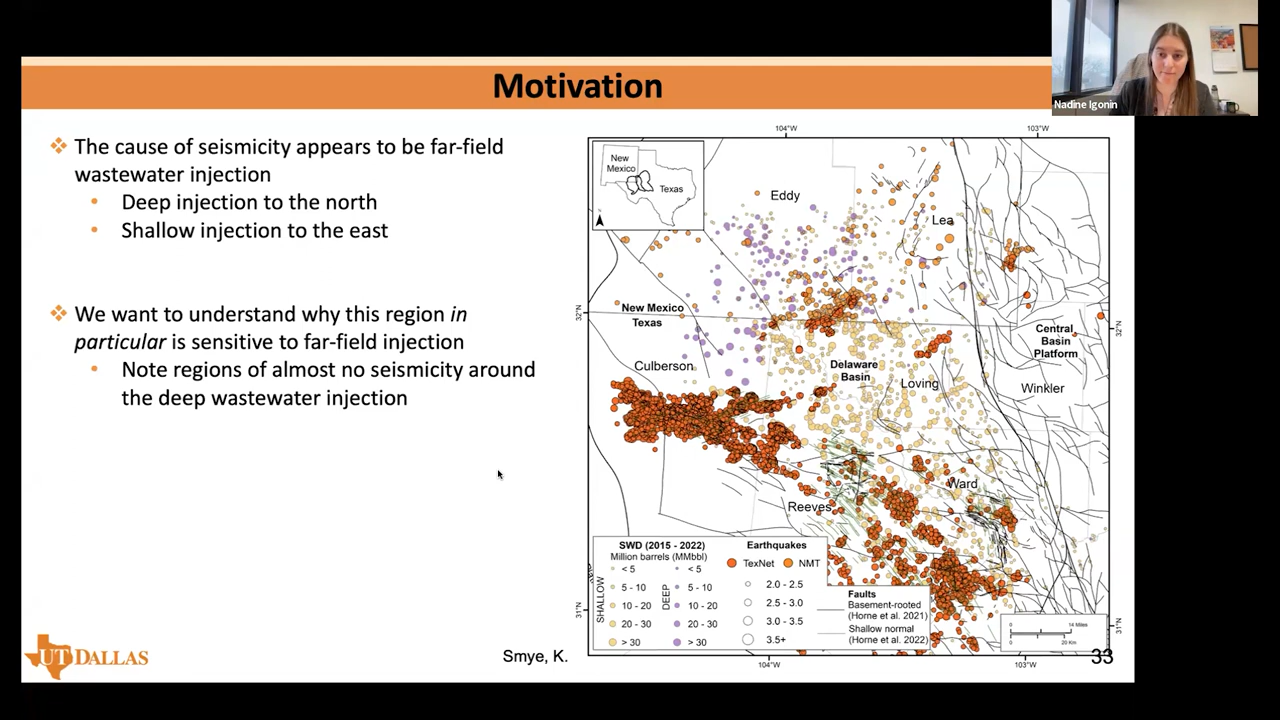 Motivation
Nadine Igonin
The cause of seismicity appears to be far-field
wastewater injection
Deep injection to the north
Shallow injection to the east
We want to understand why this region in
particular is sensitive to far-field injection
Note regions of almost no seismicity around
the deep wastewater injection
104°W
103°W
New
Mexico
Texas
Eddy
Lea
32°N
32°N
New Mexico
Texas
Central
Basin
Platform
Culberson
Delaware
Basin
Loving
Winkler
Reeves
Ward
SWD (2015 - 2022)
Million barrels (MMbbl)
SHALLOW
< 5
5 - 10
10 - 20
20 - 30
> 30
DEEP
< 5
5 - 10
10 - 20
20 - 30
> 30
Earthquakes
TexNet
NMT
2.0 - 2.5
2.5 - 3.0
3.0 - 3.5
3.5+
Faults
Basement-rooted
(Horne et al. 2021)
Shallow normal
(Horne et al. 2022)
0
14 Miles
0
20 Km
31°N
31°N
104°W
103°W
UT DALLAS
Smye, K.
33